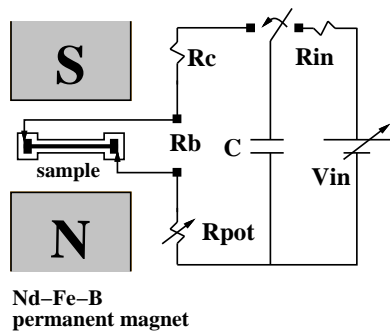 S
Rc
Rin
Rb
C
sample
Vin
N
Rpot
Nd−Fe−B
permanent magnet